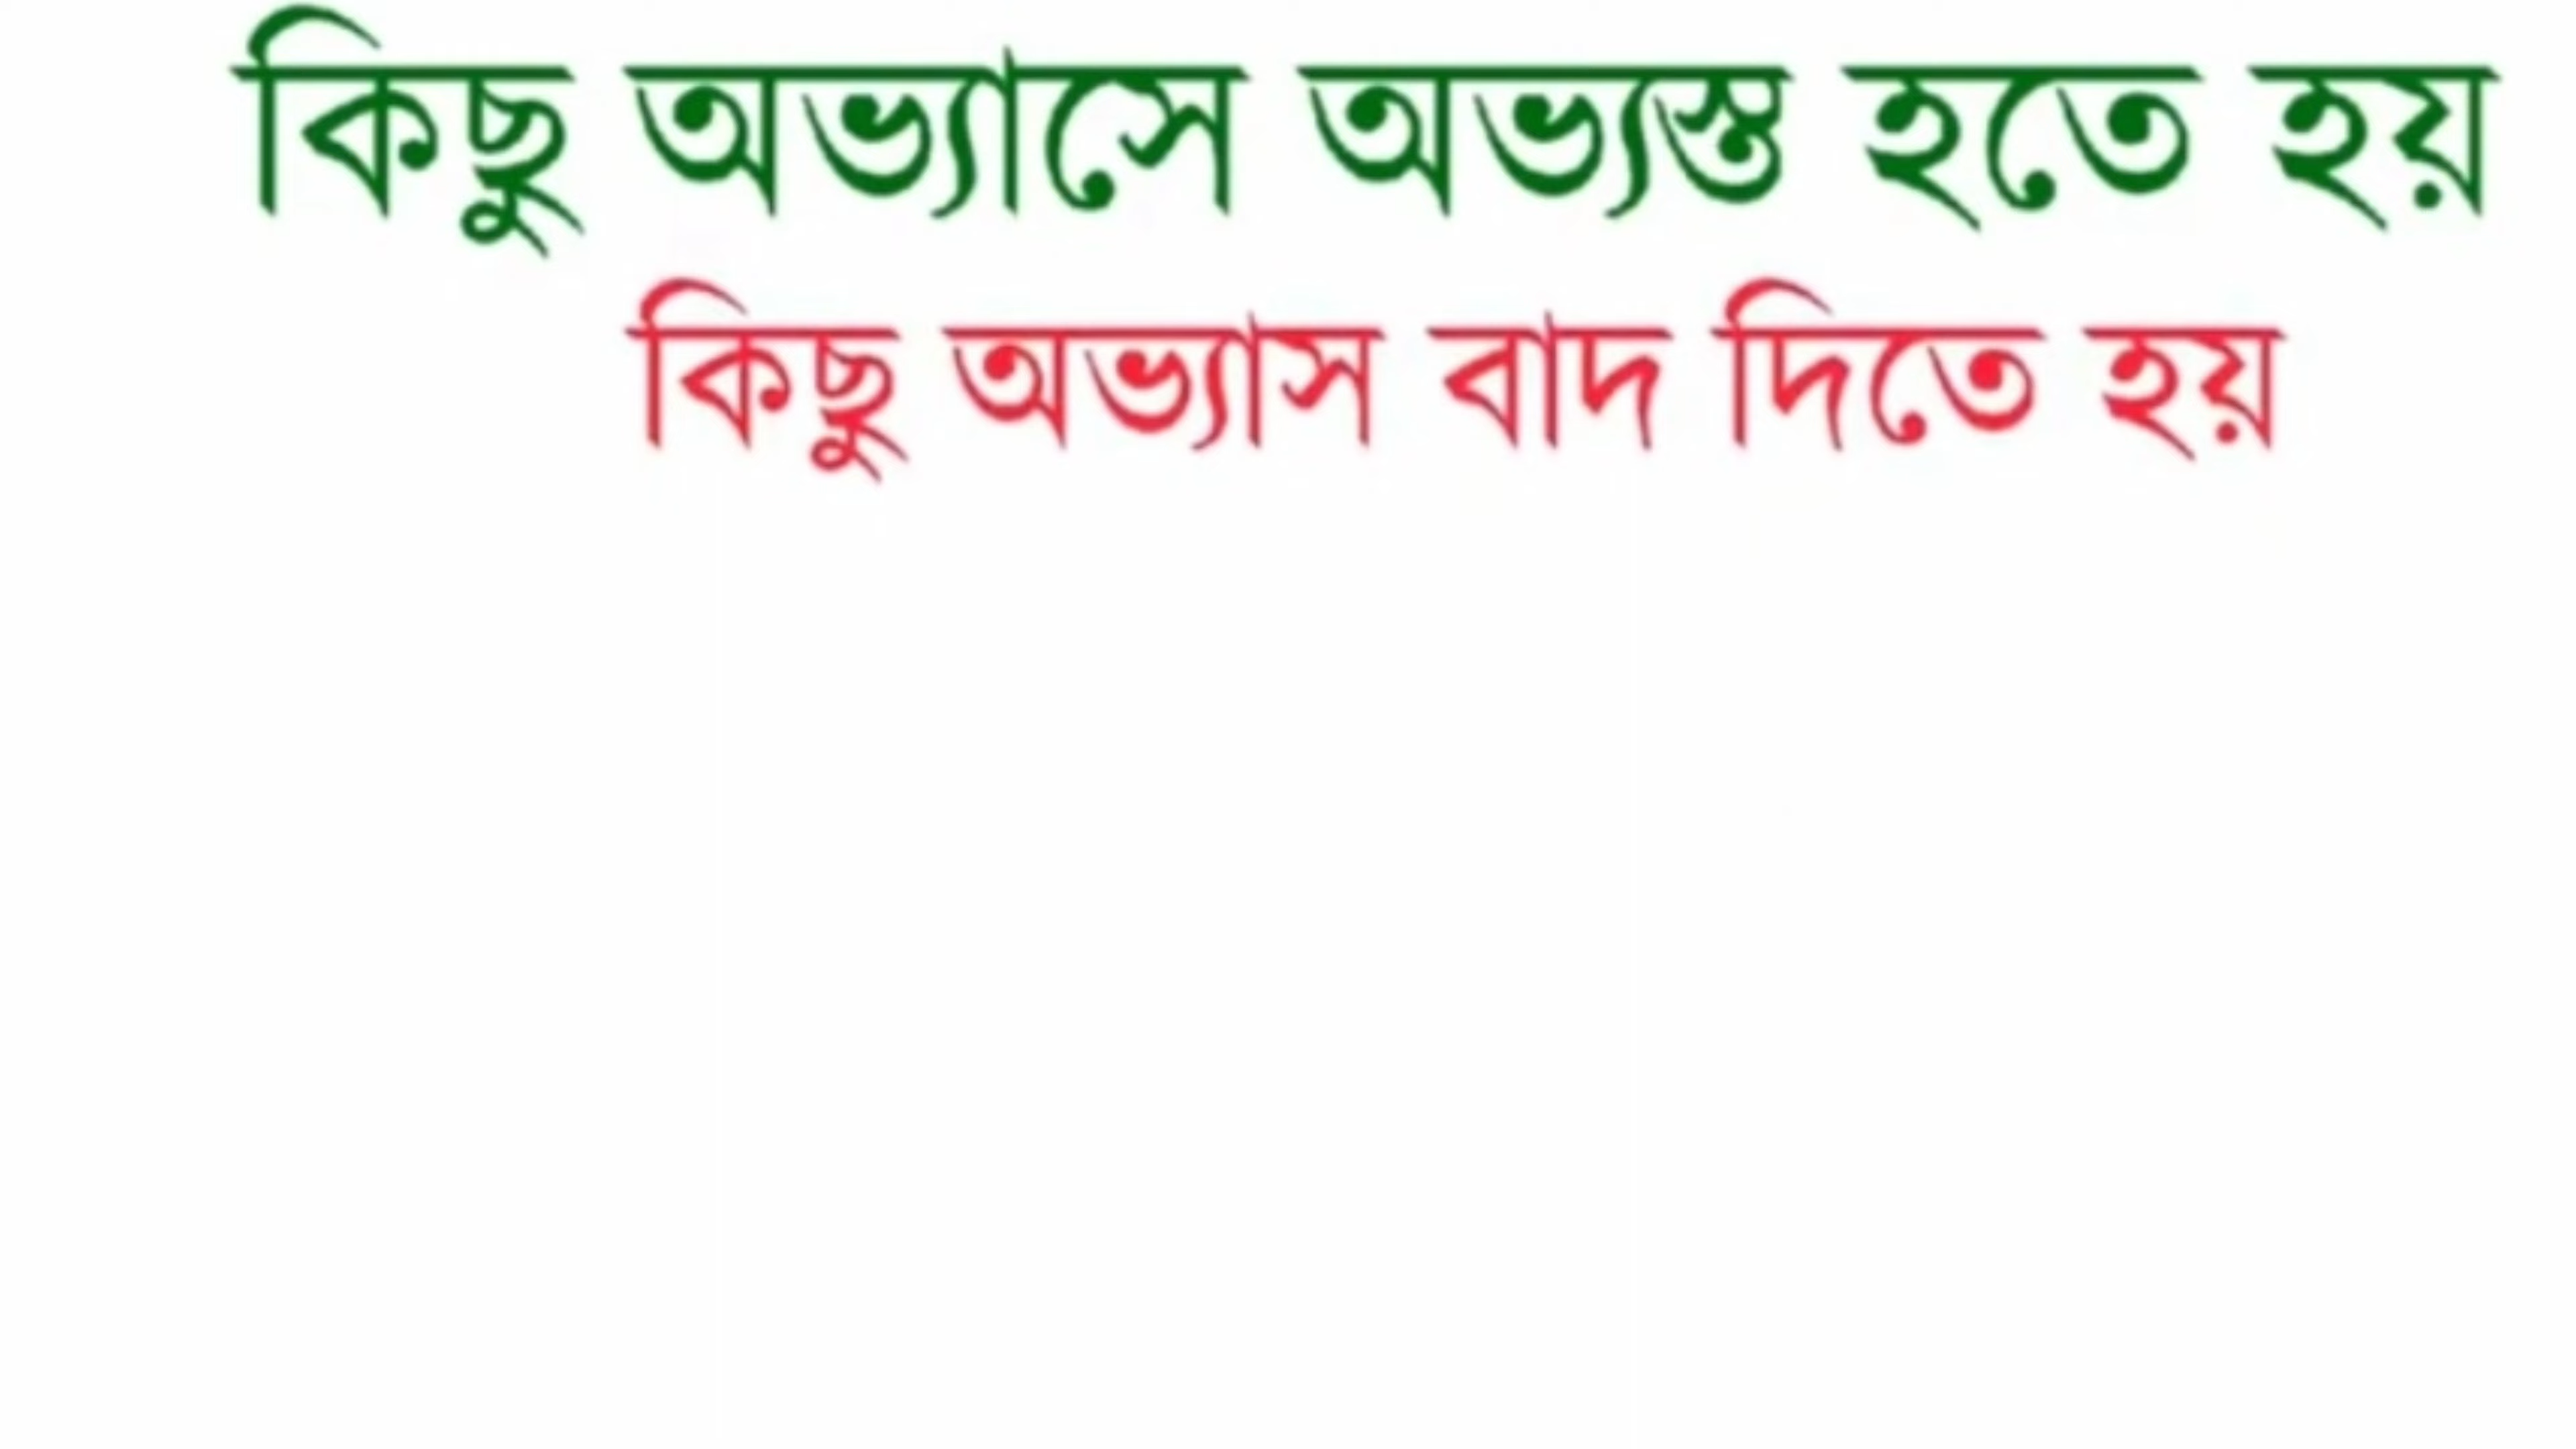 কিছু অভ্যাসে অভ্যস্ত হতে হয়
কিছু অভ্যাস বাদ দিতে হয়